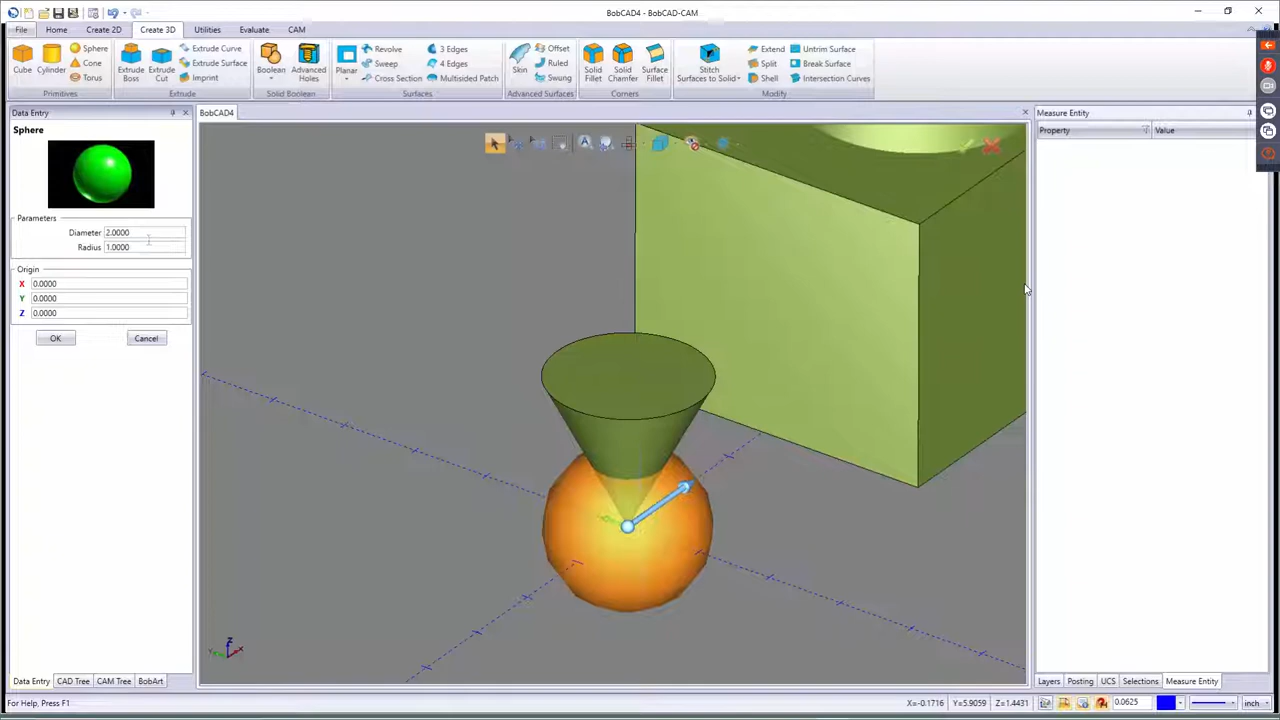 BobCAD4 - BobCAD-CAM
File Home Create 2D Create 3D Utilities Evaluate CAM
Sphere Extrude Curve Revolve 3 Edges Offset Extend Untrim Surface
Cone Extrude Surface Sweep 4 Edges Ruled Split Break Surface
Torus Imprint Cross Section Multisided Patch Swung Shell Intersection Curves
Cube Cylinder Extrude Boss Extrude Cut Boolean Advanced Holes Planar Skin Solid Fillet Solid Chamfer Surface Fillet Stitch Surfaces to Solid
Primitives Extrude Solid Boolean Surfaces Advanced Surfaces Corners Modify
Data Entry
BobCAD4
Measure Entity
Sphere
Property Value
Parameters
Diameter 2.0000
Radius 1.0000
Origin
X 0.0000
Y 0.0000
Z 0.0000
OK Cancel
Z
Y X
Data Entry CAD Tree CAM Tree BobArt
Layers Posting UCS Selections Measure Entity
For Help, Press F1
X=-0.1716 Y=5.9059 Z=1.4431 0.0625 inch